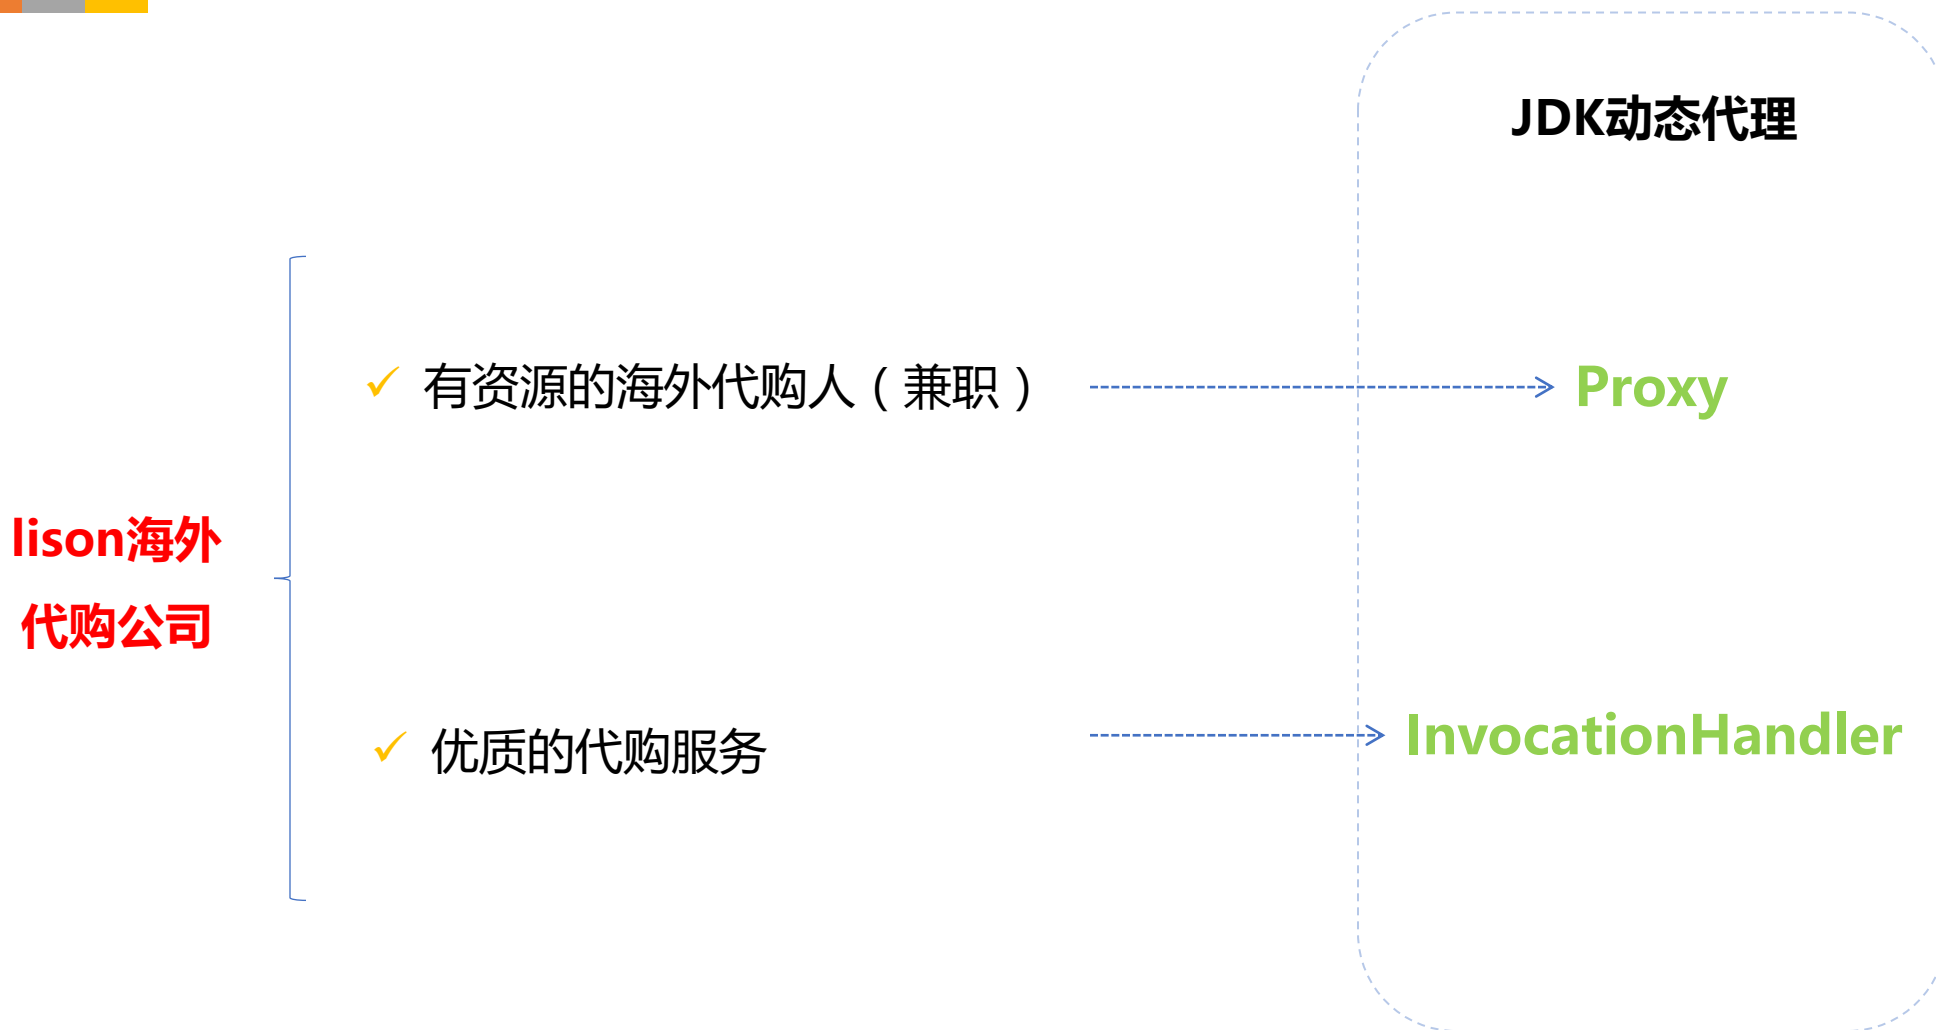 JDK动态代理
有资源的海外代购人（兼职）
Proxy
lison海外
代购公司
优质的代购服务
InvocationHandler